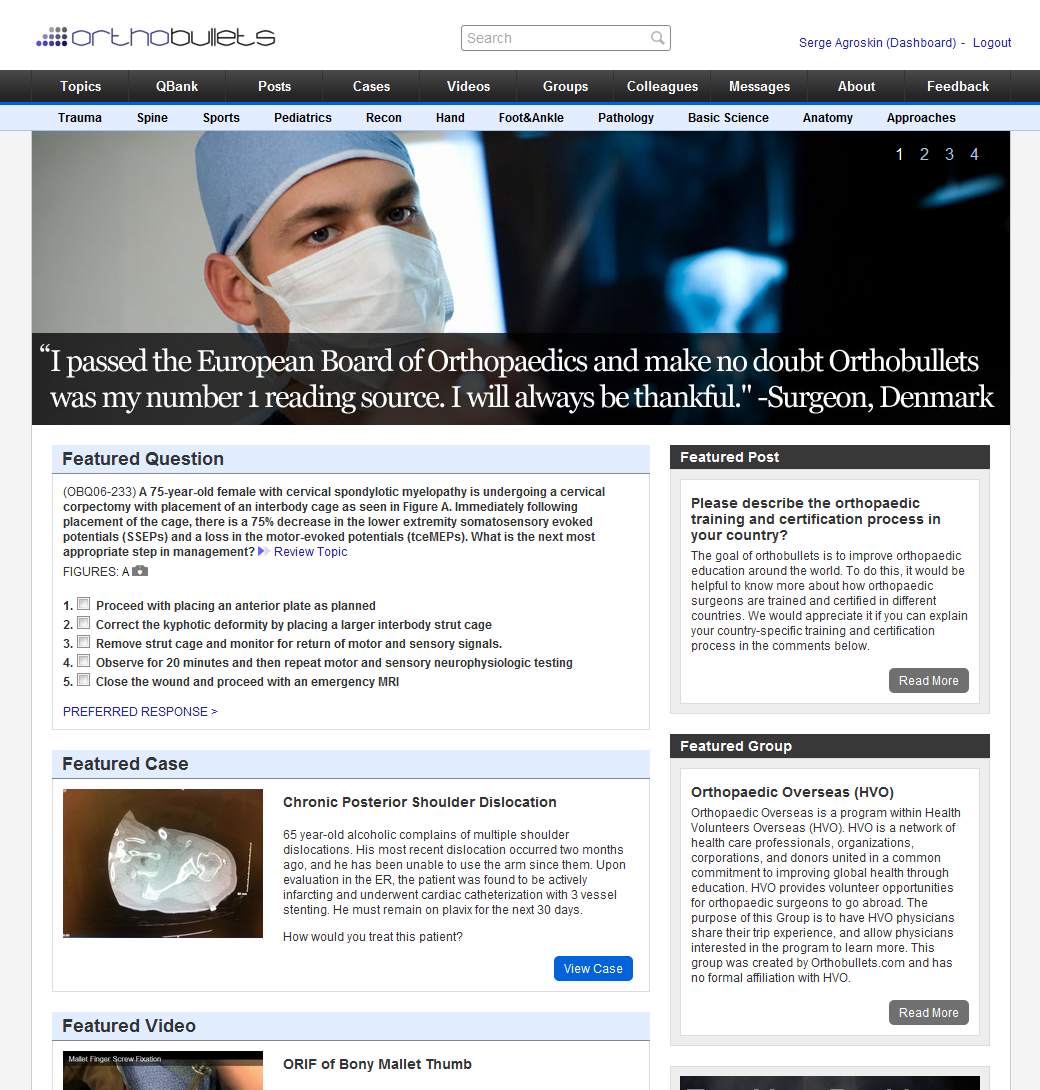 orthobullets
Search
Serge Agroskin (Dashboard) - Logout
Topics QBank Posts Cases Videos Groups Colleagues Messages About Feedback
Trauma Spine Sports Pediatrics Recon Hand Foot&Ankle Pathology Basic Science Anatomy Approaches
1 2 3 4
“I passed the European Board of Orthopaedics and make no doubt Orthobullets
was my number 1 reading source. I will always be thankful." -Surgeon, Denmark
Featured Question
(OBQ06-233) A 75-year-old female with cervical spondylotic myelopathy is undergoing a cervical
corpectomy with placement of an interbody cage as seen in Figure A. Immediately following
placement of the cage, there is a 75% decrease in the lower extremity somatosensory evoked
potentials (SSEPs) and a loss in the motor-evoked potentials (tceMEPs). What is the next most
appropriate step in management? Review Topic
FIGURES: A
1. Proceed with placing an anterior plate as planned
2. Correct the kyphotic deformity by placing a larger interbody strut cage
3. Remove strut cage and monitor for return of motor and sensory signals.
4. Observe for 20 minutes and then repeat motor and sensory neurophysiologic testing
5. Close the wound and proceed with an emergency MRI
PREFERRED RESPONSE >
Featured Case
Chronic Posterior Shoulder Dislocation
65 year-old alcoholic complains of multiple shoulder
dislocations. His most recent dislocation occurred two months
ago, and he has been unable to use the arm since them. Upon
evaluation in the ER, the patient was found to be actively
infarcting and underwent cardiac catheterization with 3 vessel
stenting. He must remain on plavix for the next 30 days.
How would you treat this patient?
View Case
Featured Video
Mallet Finger Screw Fixation
ORIF of Bony Mallet Thumb
Featured Post
Please describe the orthopaedic
training and certification process in
your country?
The goal of orthobullets is to improve orthopaedic
education around the world. To do this, it would be
helpful to know more about how orthopaedic
surgeons are trained and certified in different
countries. We would appreciate it if you can explain
your country-specific training and certification
process in the comments below.
Read More
Featured Group
Orthopaedic Overseas (HVO)
Orthopaedic Overseas is a program within Health
Volunteers Overseas (HVO). HVO is a network of
health care professionals, organizations,
corporations, and donors united in a common
commitment to improving global health through
education. HVO provides volunteer opportunities
for orthopaedic surgeons to go abroad. The
purpose of this Group is to have HVO physicians
share their trip experience, and allow physicians
interested in the program to learn more. This
group was created by Orthobullets.com and has
no formal affiliation with HVO.
Read More